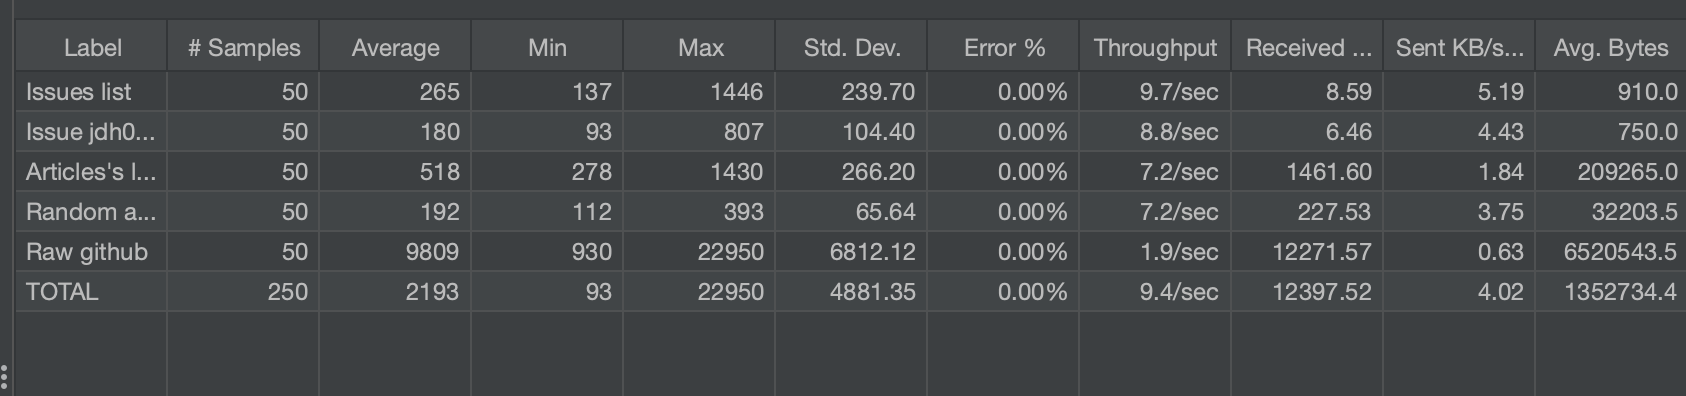 Label # Samples Average Min Max Std. Dev. Error % Throughput Received ... Sent KB/s... Avg. Bytes
Issues list 50 265 137 1446 239.70 0.00% 9.7/sec 8.59 5.19 910.0
Issue jdh0... 50 180 93 807 104.40 0.00% 8.8/sec 6.46 4.43 750.0
Articles's l... 50 518 278 1430 266.20 0.00% 7.2/sec 1461.60 1.84 209265.0
Random a... 50 192 112 393 65.64 0.00% 7.2/sec 227.53 3.75 32203.5
Raw github 50 9809 930 22950 6812.12 0.00% 1.9/sec 12271.57 0.63 6520543.5
TOTAL 250 2193 93 22950 4881.35 0.00% 9.4/sec 12397.52 4.02 1352734.4